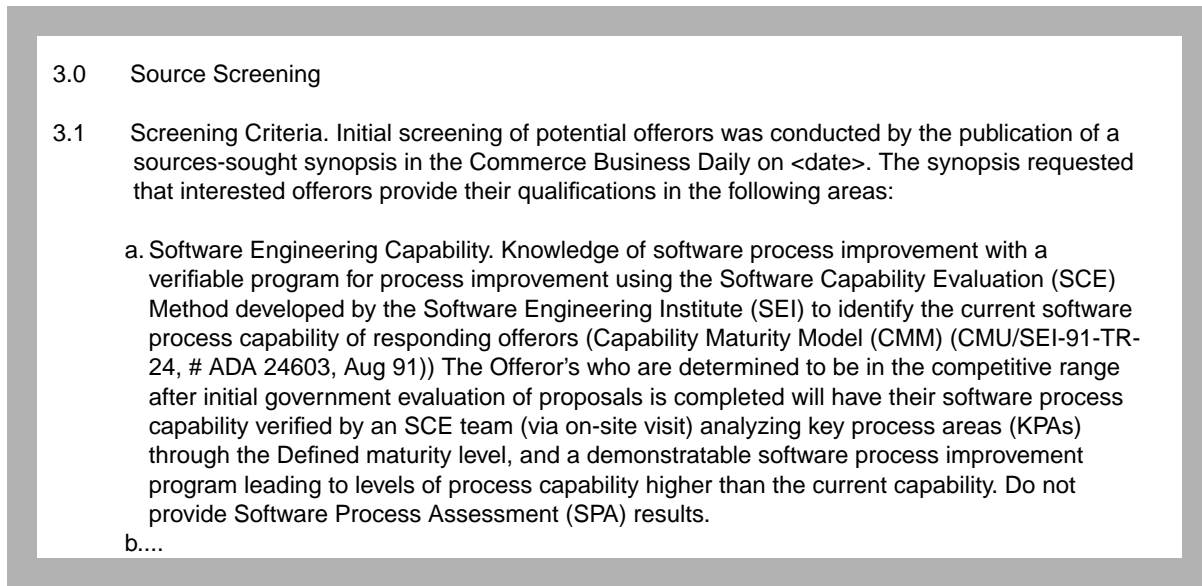 3.0 Source Screening
3.1 Screening Criteria. Initial screening of potential offerors was conducted by the publication of a
sources-sought synopsis in the Commerce Business Daily on <date>. The synopsis requested
that interested offerors provide their qualifications in the following areas:
a. Software Engineering Capability. Knowledge of software process improvement with a
verifiable program for process improvement using the Software Capability Evaluation (SCE)
Method developed by the Software Engineering Institute (SEI) to identify the current software
process capability of responding offerors (Capability Maturity Model (CMM) (CMU/SEI-91-TR-
24, # ADA 24603, Aug 91)) The Offeror's who are determined to be in the competitive range
after initial government evaluation of proposals is completed will have their software process
capability verified by an SCE team (via on-site visit) analyzing key process areas (KPAs)
through the Defined maturity level, and a demonstratable software process improvement
program leading to levels of process capability higher than the current capability. Do not
provide Software Process Assessment (SPA) results.
b....